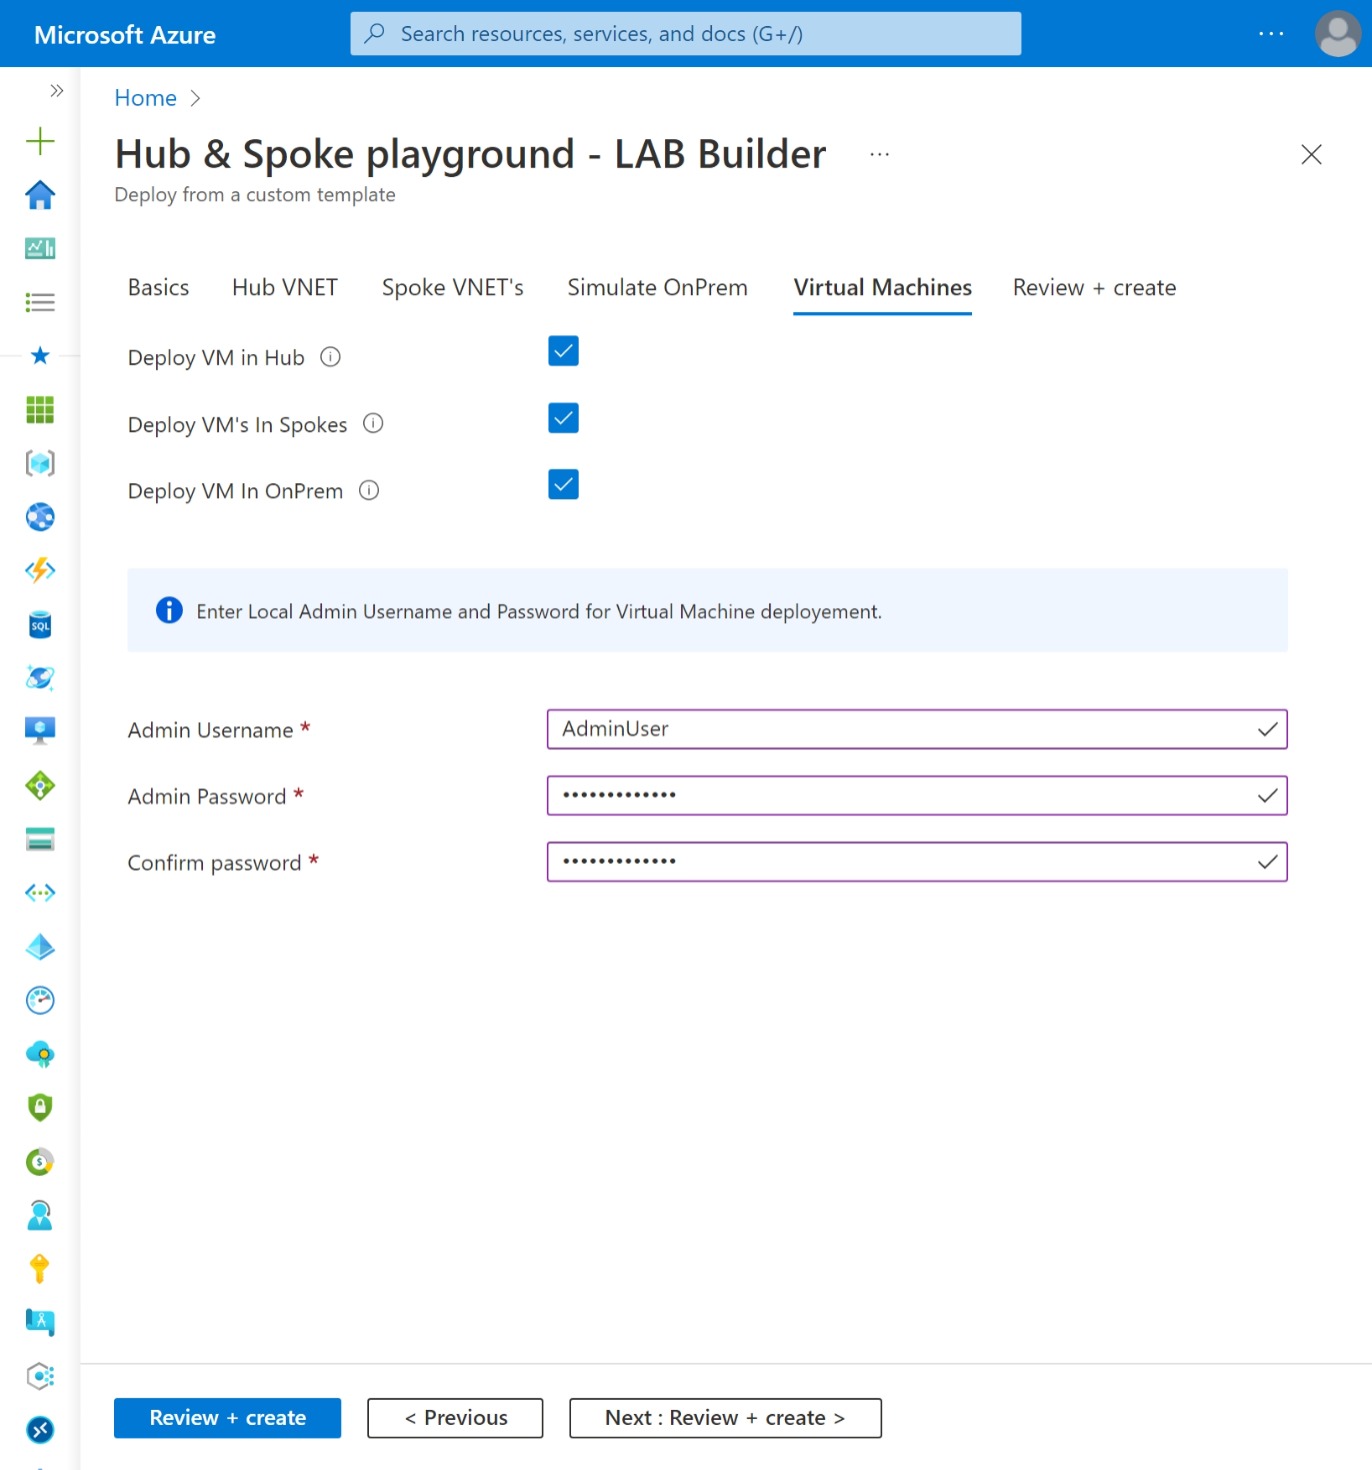 Microsoft Azure
Search resources, services, and docs (G+/)
Home >
Hub & Spoke playground - LAB Builder ...
Deploy from a custom template
Basics Hub VNET Spoke VNET's Simulate OnPrem Virtual Machines Review + create
Deploy VM in Hub
Deploy VM's In Spokes
Deploy VM In OnPrem
Enter Local Admin Username and Password for Virtual Machine deployement.
Admin Username * AdminUser
Admin Password * •••••••••••••
Confirm password * •••••••••••••
SQL
Review + create < Previous Next : Review + create >